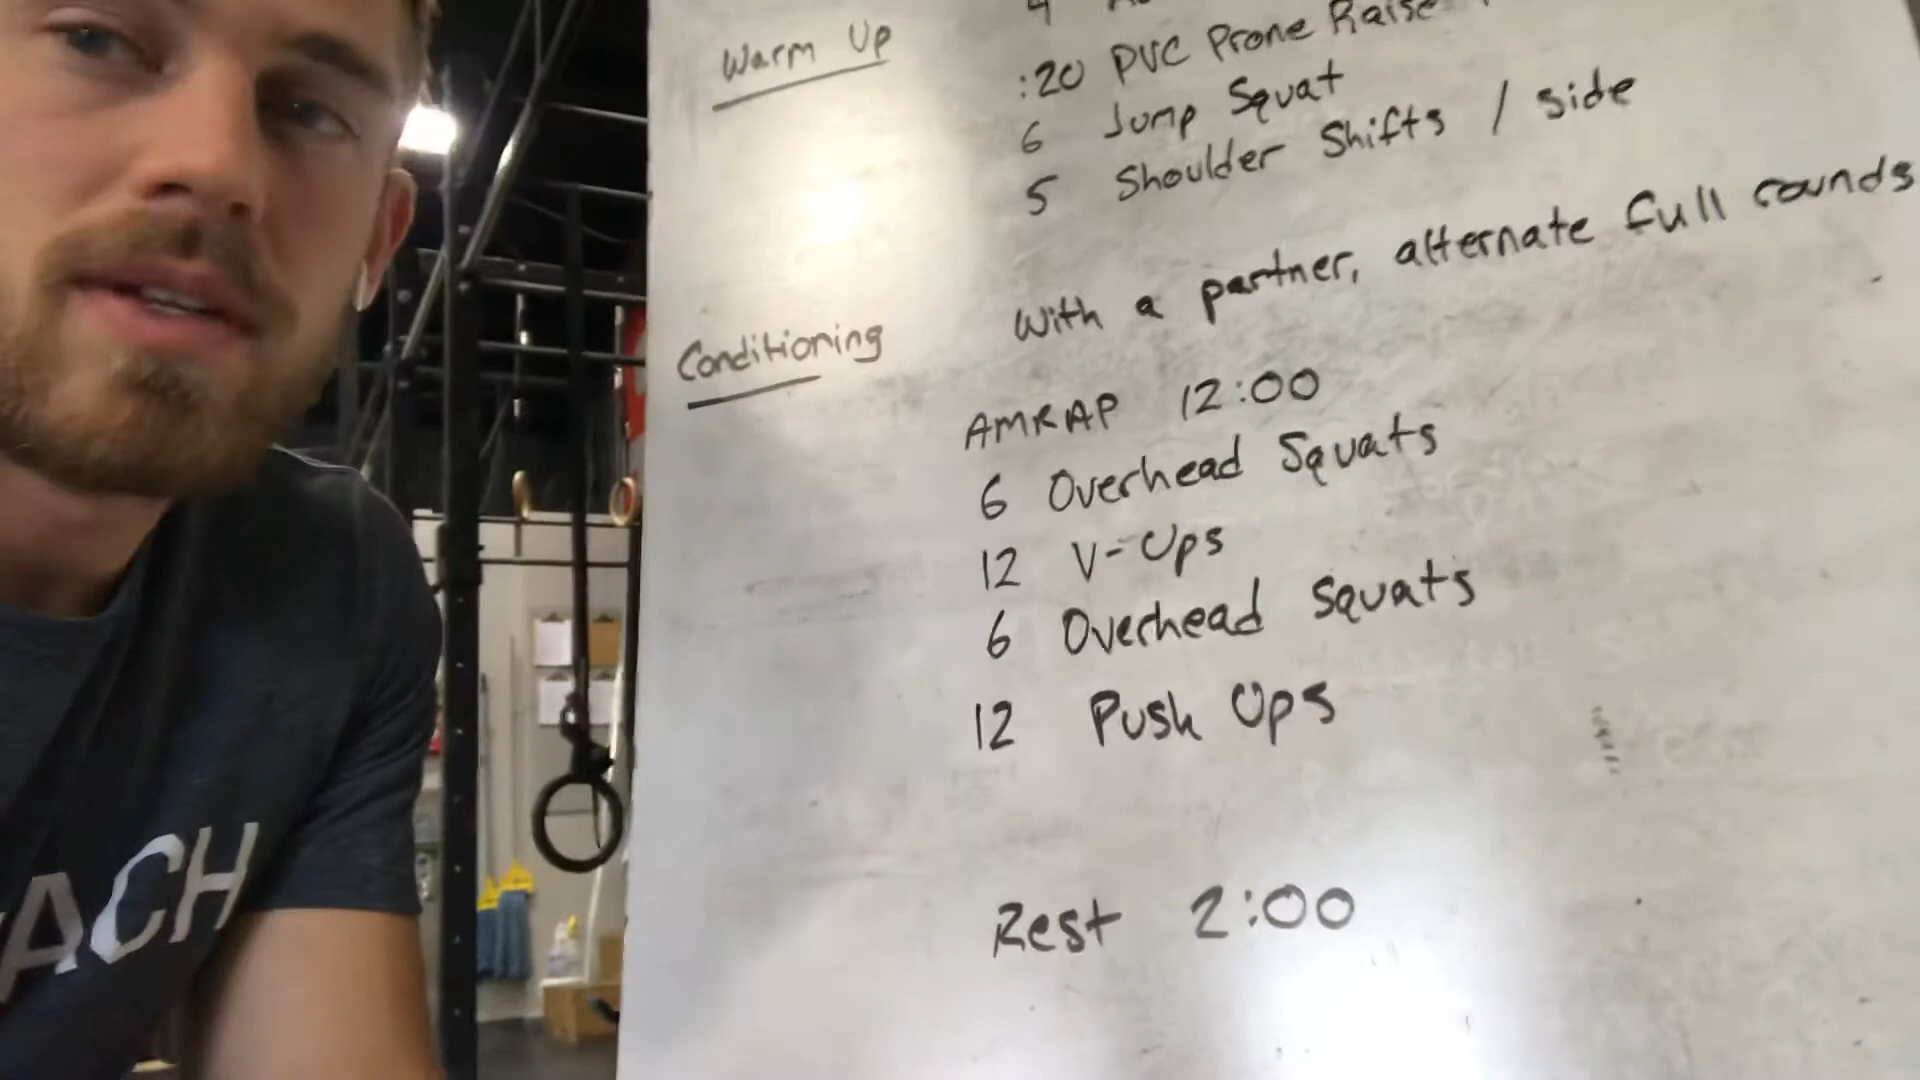 4
Warm Up
:20 PVC Prone Raise
6 Jump Squat
5 Shoulder Shifts / side
Conditioning
With a partner, alternate full rounds
AMRAP 12:00
6 Overhead Squats
12 V-Ups
6 Overhead Squats
12 Push Ups
Rest 2:00
ACH